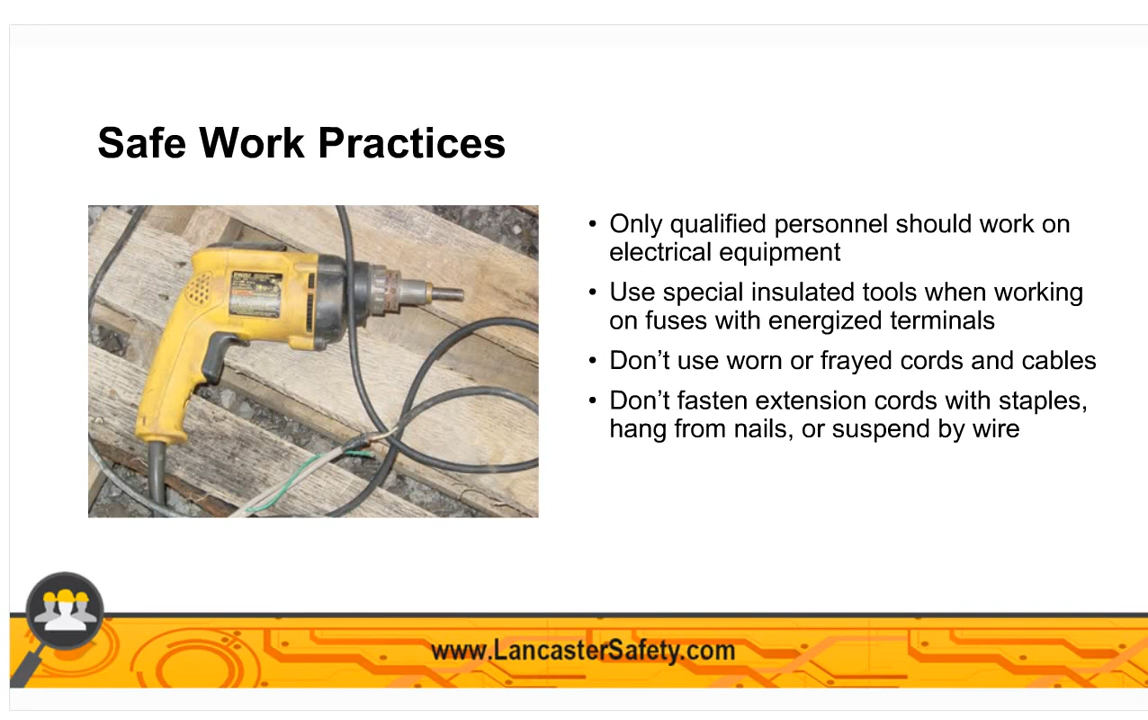 Safe Work Practices
• Only qualified personnel should work on
electrical equipment
• Use special insulated tools when working
on fuses with energized terminals
• Don’t use worn or frayed cords and cables
• Don’t fasten extension cords with staples,
hang from nails, or suspend by wire
www.LancasterSafety.com